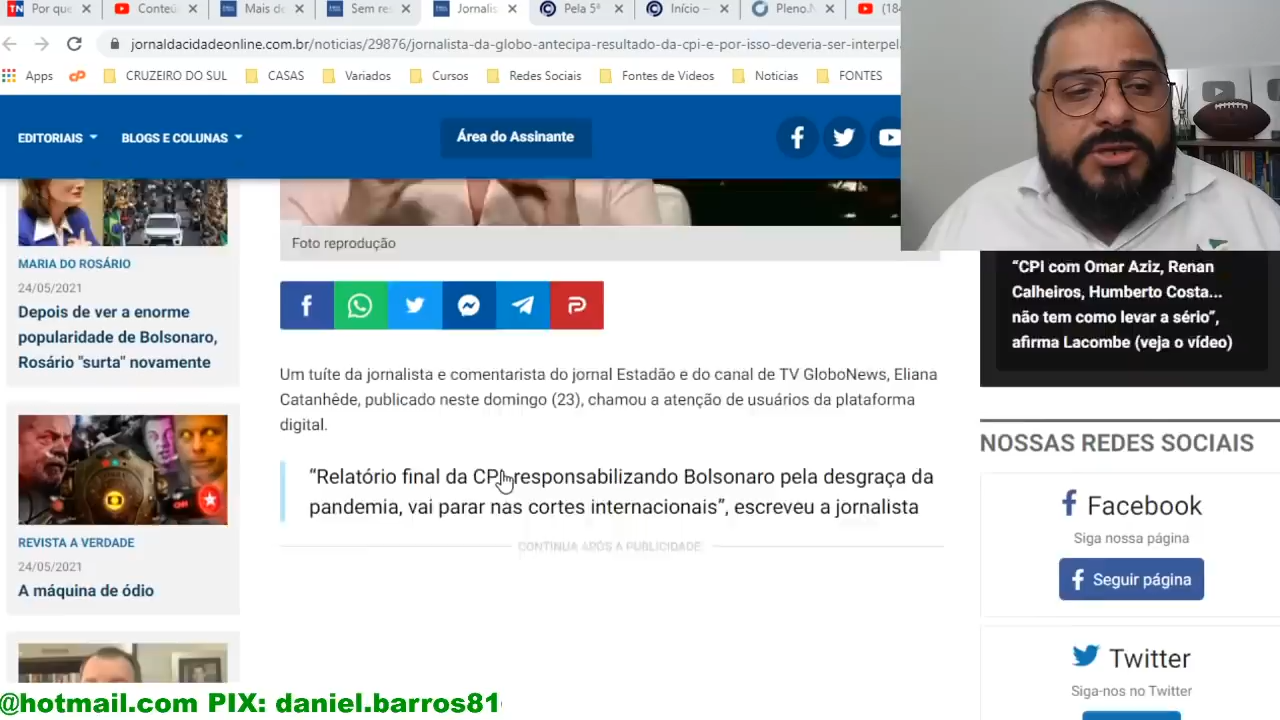 TN
Por qu
Conteú
Mais de
Sem re
Jornalis
Pela 5ª
Início –
Pleno.N
(184
jornaldacidadeonline.com.br/noticias/29876/jornalista-da-globo-antecipa-resultado-da-cpi-e-por-isso-deveria-ser-interpela
Apps
CRUZEIRO DO SUL
CASAS
Variados
Cursos
Redes Sociais
Fontes de Videos
Noticias
FONTES
EDITORIAIS
BLOGS E COLUNAS
Área do Assinante
MARIA DO ROSÁRIO
24/05/2021
Depois de ver a enorme
popularidade de Bolsonaro,
Rosário "surta" novamente
REVISTA A VERDADE
24/05/2021
A máquina de ódio
Foto reprodução
Um tuíte da jornalista e comentarista do jornal Estadão e do canal de TV GloboNews, Eliana
Catanhêde, publicado neste domingo (23), chamou a atenção de usuários da plataforma
digital.
“Relatório final da CPI, responsabilizando Bolsonaro pela desgraça da
pandemia, vai parar nas cortes internacionais”, escreveu a jornalista
CONTINUA APÓS A PUBLICIDADE
“CPI com Omar Aziz, Renan
Calheiros, Humberto Costa...
não tem como levar a sério”,
afirma Lacombe (veja o vídeo)
NOSSAS REDES SOCIAIS
Facebook
Siga nossa página
Seguir página
Twitter
Siga-nos no Twitter
@hotmail.com PIX: daniel.barros81